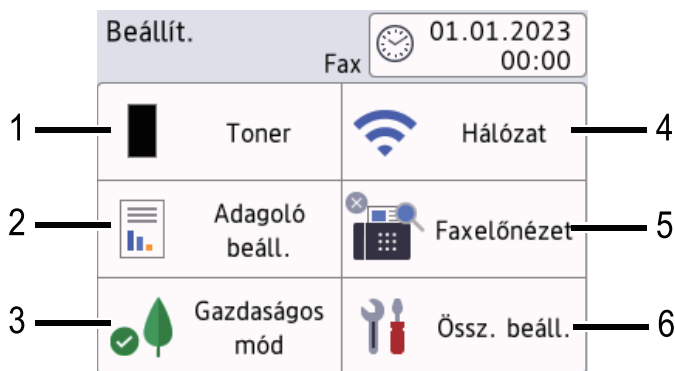 Beállít.
Fax
01.01.2023
00:00
1
Toner
Hálózat
4
2
Adagoló
beáll.
Faxelőnézet
5
3
Gazdaságos
mód
Össz. beáll.
6